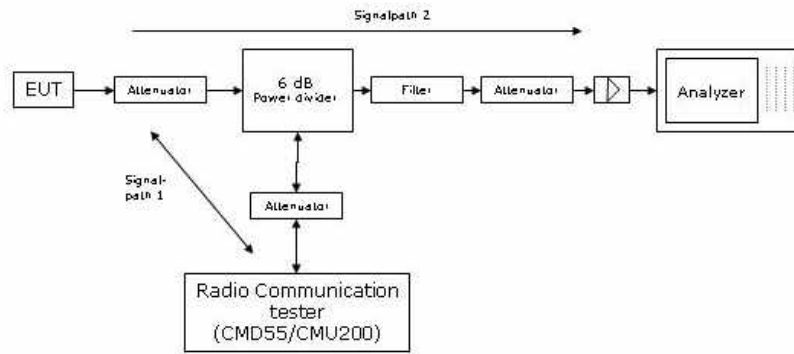 Signalpath 2
EUT
Attenuator
6 dB
Power divider
Filter
Attenuator
Analyzer
Signal-
path 1
Attenuator
Radio Communication
tester
(CMD55/CMU200)